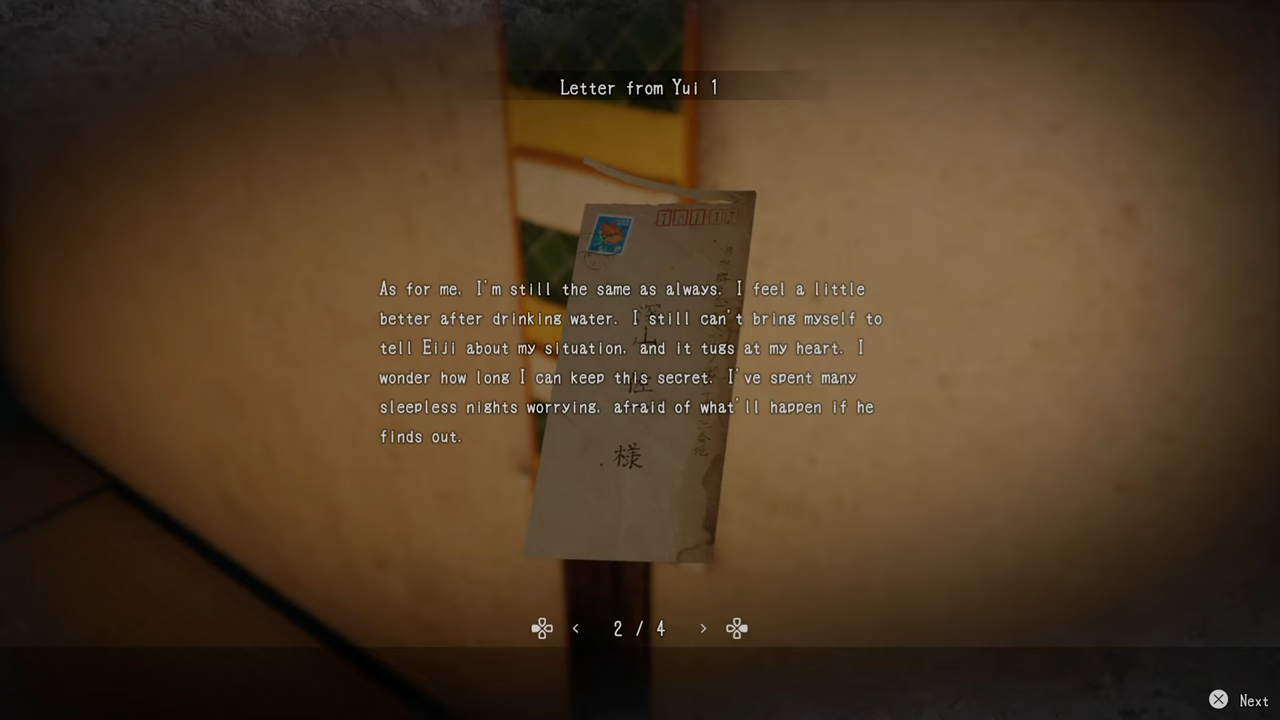 Letter from Yui 1
As for me, I'm still the same as always. I feel a little
better after drinking water. I still can't bring myself to
tell Eiji about my situation, and it tugs at my heart. I
wonder how long I can keep this secret. I've spent many
sleepless nights worrying, afraid of what'll happen if he
finds out.
様
2 / 4
Next